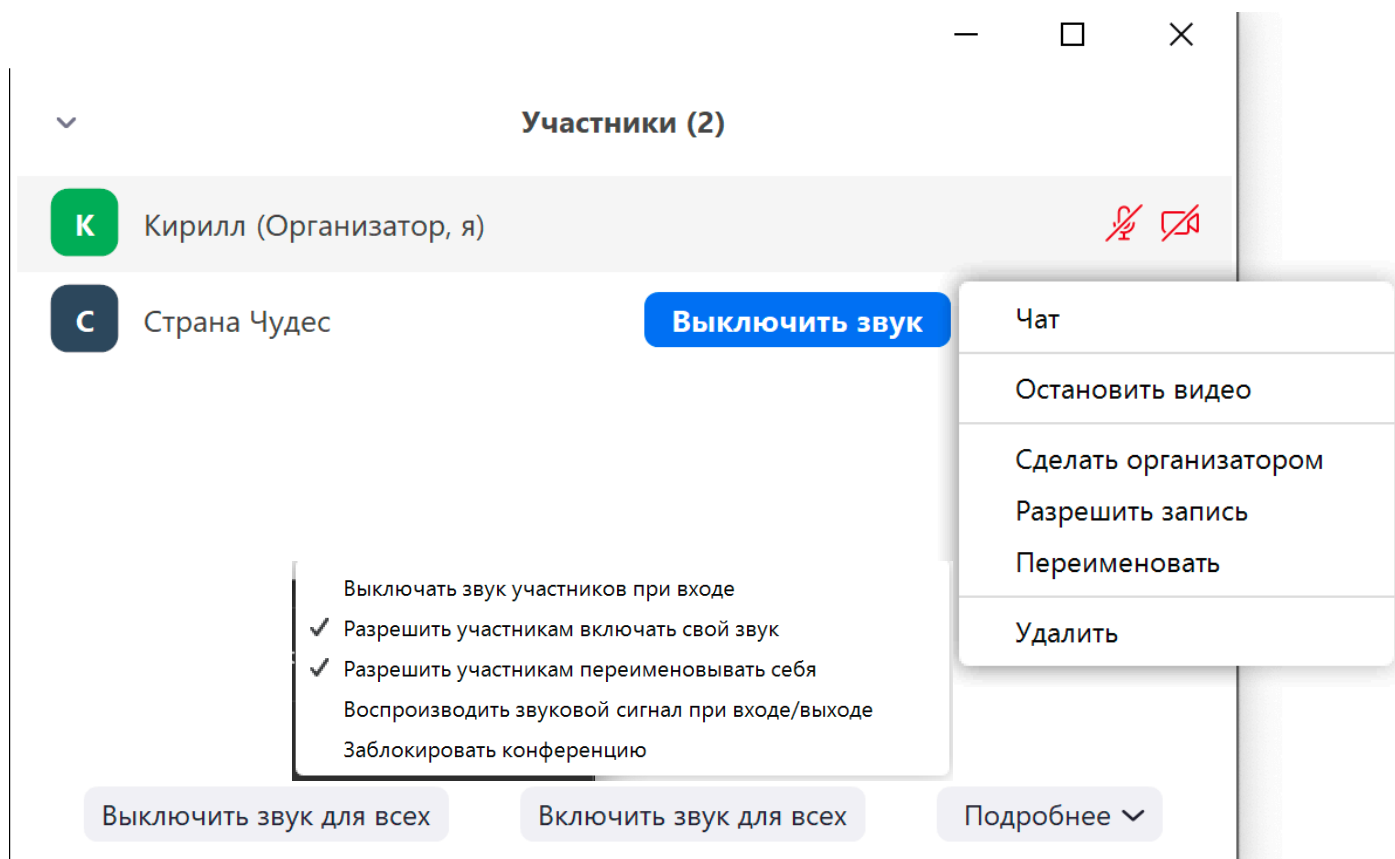 Участники (2)
К
Кирилл (Организатор, я)
С
Страна Чудес
Выключить звук
Чат
Остановить видео
Сделать организатором
Разрешить запись
Переименовать
Удалить
Выключать звук участников при входе
Разрешить участникам включать свой звук
Разрешить участникам переименовывать себя
Воспроизводить звуковой сигнал при входе/выходе
Заблокировать конференцию
Выключить звук для всех
Включить звук для всех
Подробнее